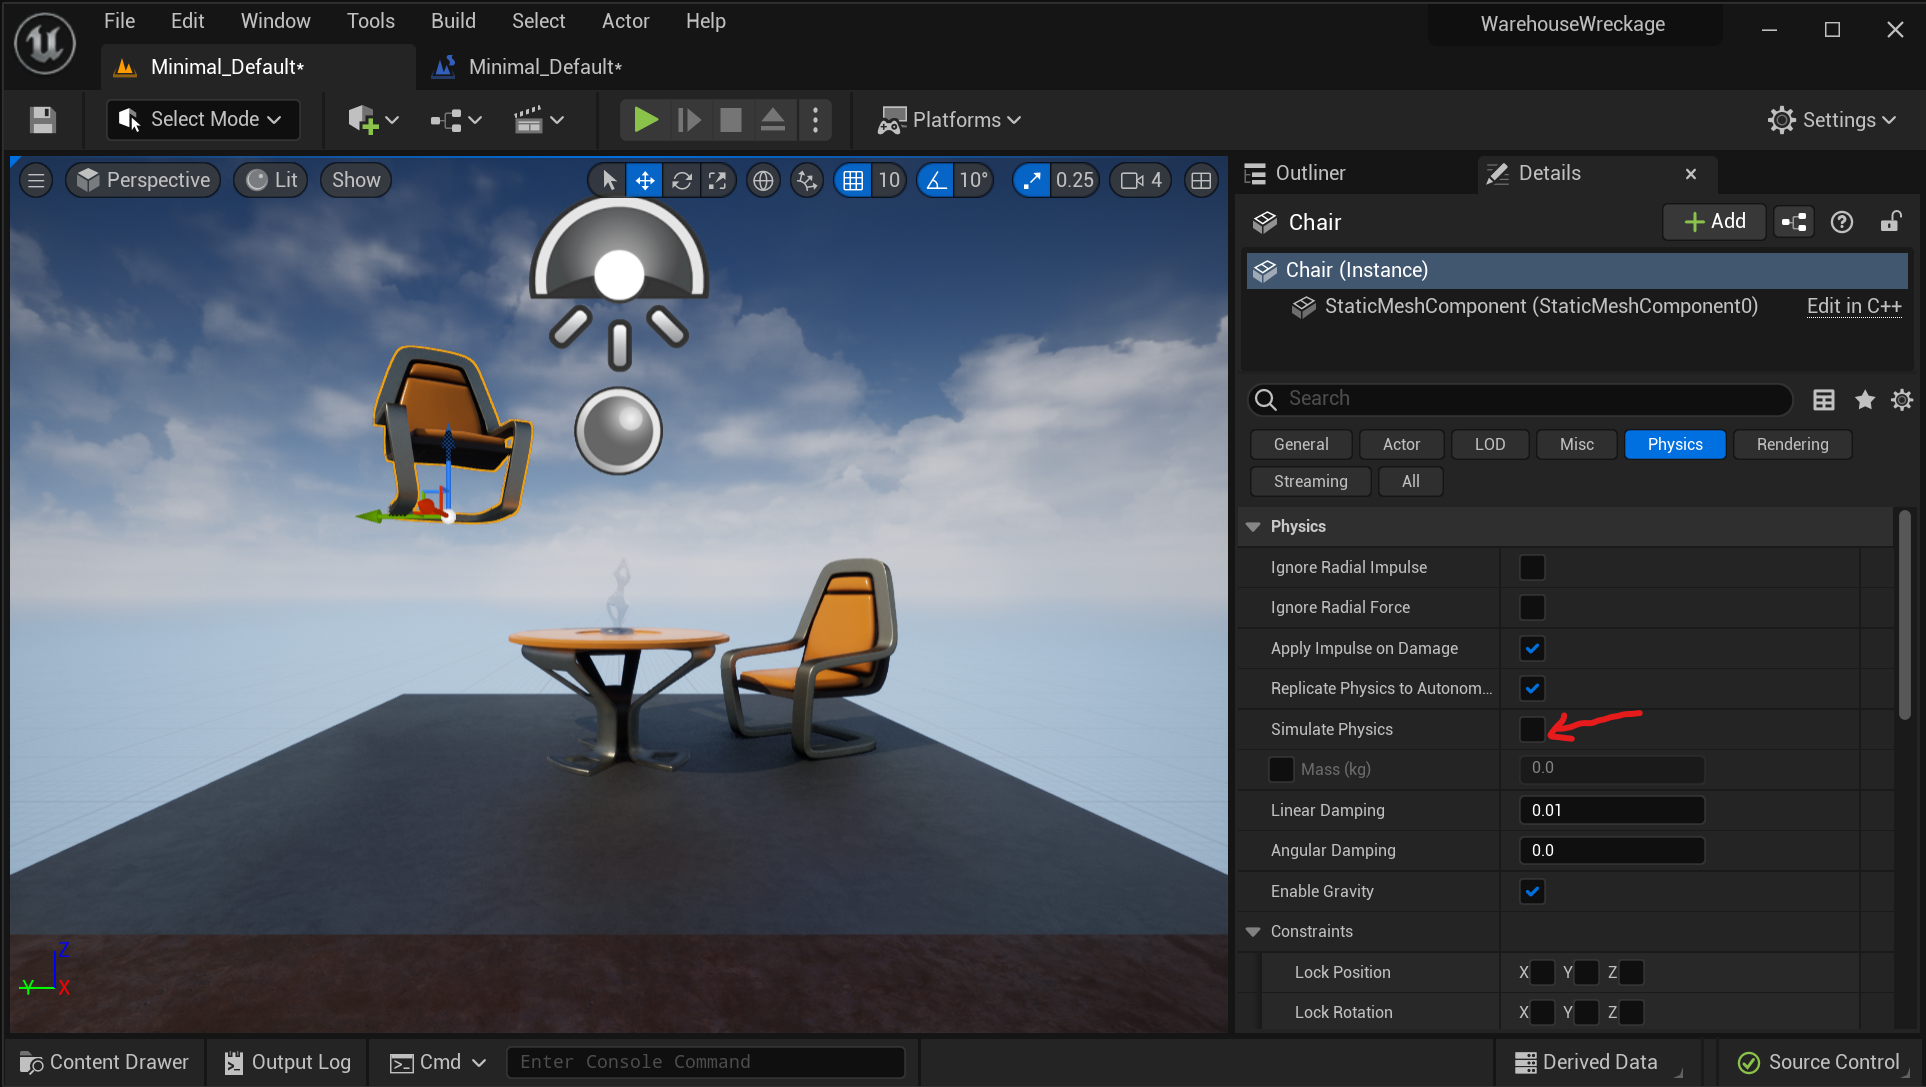 File Edit Window Tools Build Select Actor Help WarehouseWreckage
Minimal_Default* Minimal_Default*
Select Mode Platforms Settings
Perspective Lit Show 10 10° 0.25 4
Outliner Details
Chair Add
Chair (Instance)
StaticMeshComponent (StaticMeshComponent0) Edit in C++
Search
General Actor LOD Misc Physics Rendering
Streaming All
Physics
Ignore Radial Impulse
Ignore Radial Force
Apply Impulse on Damage
Replicate Physics to Autonom...
Simulate Physics
Mass (kg) 0.0
Linear Damping 0.01
Angular Damping 0.0
Enable Gravity
Constraints
Lock Position X Y Z
Lock Rotation X Y Z
Z
Y X
Content Drawer Output Log Cmd Enter Console Command Derived Data Source Control